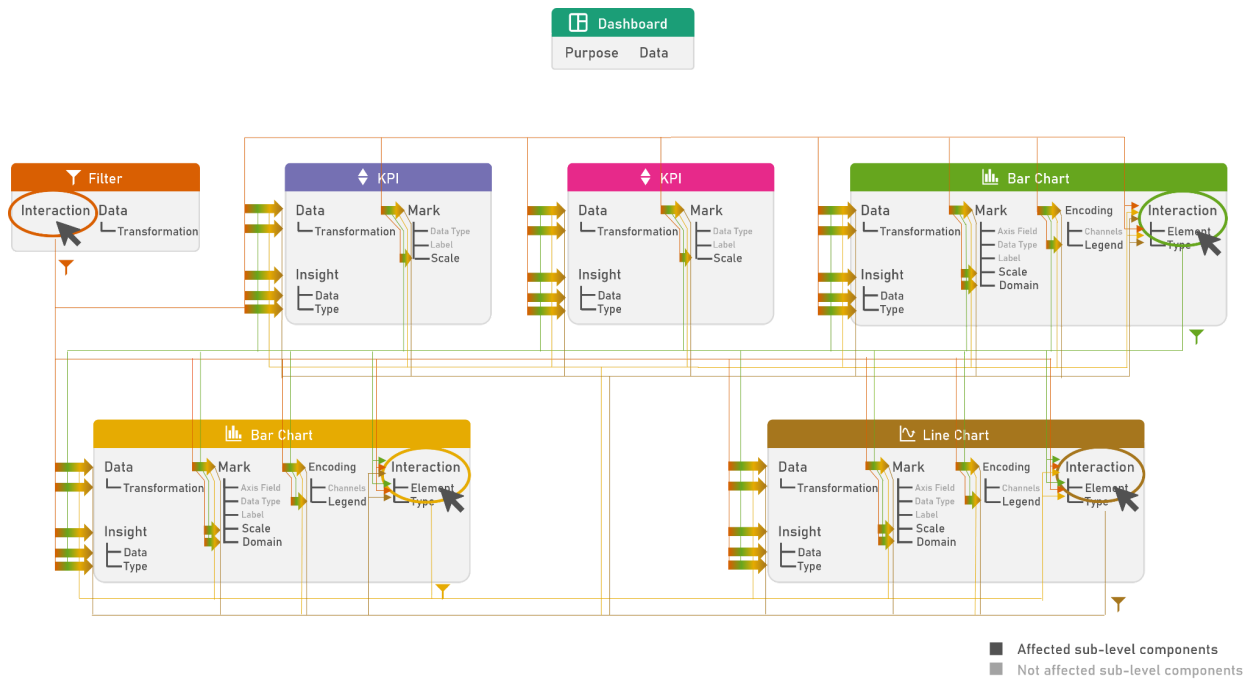 Dashboard
Purpose Data
Filter
Interaction Data
Transformation
KPI
Data Mark
Transformation Data Type
Label
Scale
Insight
Data
Type
KPI
Data Mark
Transformation Data Type
Label
Scale
Insight
Data
Type
Bar Chart
Data Mark Encoding Interaction
Transformation Axis Field Channels Element
Data Type Legend Type
Label
Scale
Domain
Insight
Data
Type
Bar Chart
Data Mark Encoding Interaction
Transformation Axis Field Channels Element
Data Type Legend Type
Label
Scale
Domain
Insight
Data
Type
Line Chart
Data Mark Encoding Interaction
Transformation Axis Field Channels Element
Data Type Legend Type
Label
Scale
Domain
Insight
Data
Type
Affected sub-level components
Not affected sub-level components